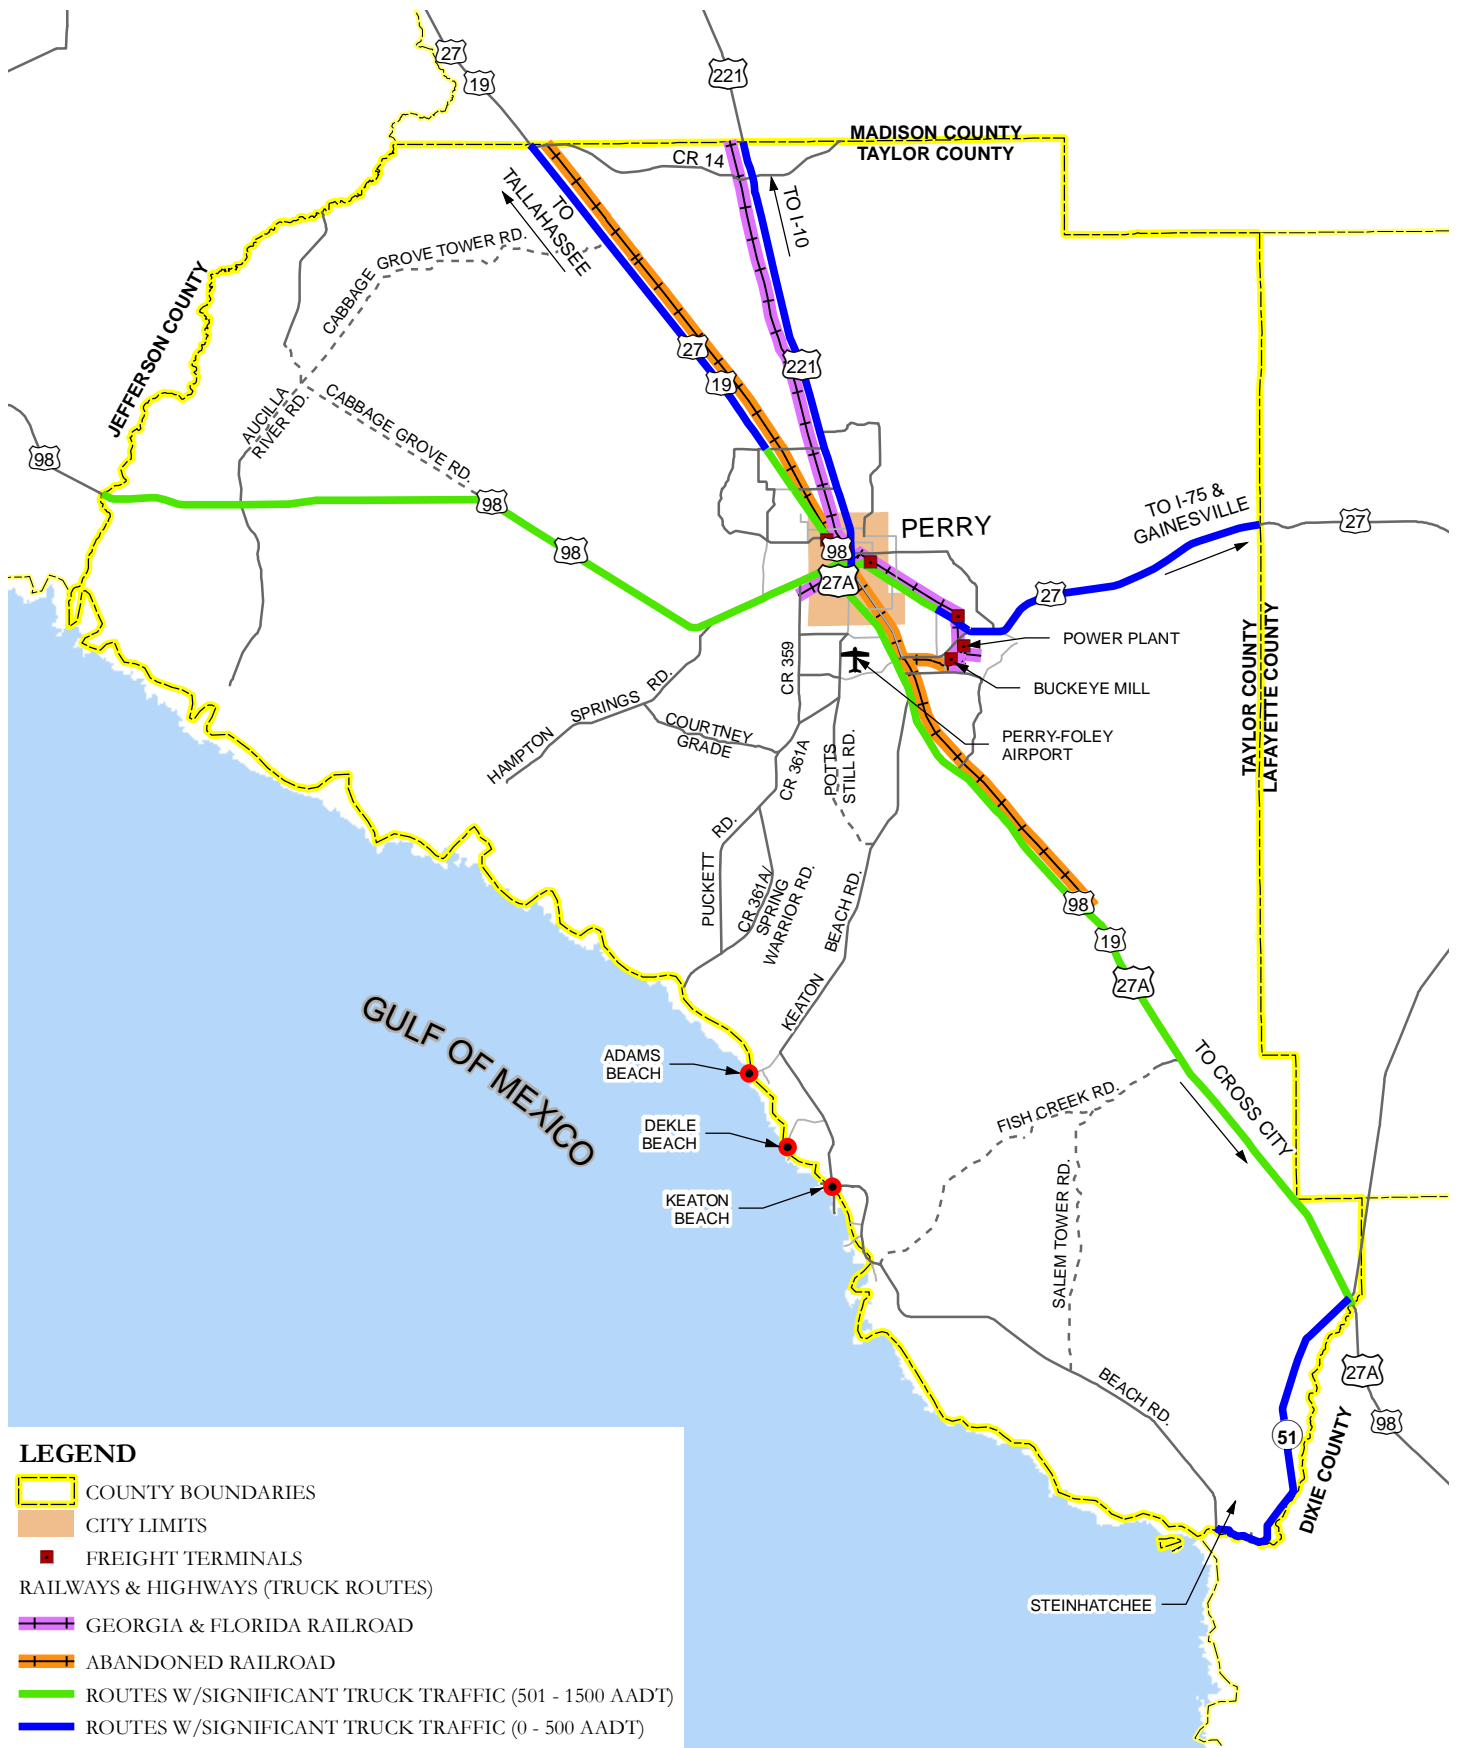 27
19
221
MADISON COUNTY
TAYLOR COUNTY
CR 14
TO
TALLAHASSEE
TO I-10
CABBAGE GROVE TOWER RD.
JEFFERSON COUNTY
27
19
221
AUCILLA
RIVER RD.
CABBAGE GROVE RD.
98
98
98
PERRY
98
27A
TO I-75 &
GAINESVILLE
27
27
POWER PLANT
BUCKEYE MILL
PERRY-FOLEY
AIRPORT
TAYLOR COUNTY
LAFAYETTE COUNTY
CR 359
HAMPTON SPRINGS RD.
COURTNEY
GRADE
CR 361A
POTTS
STILL RD.
PUCKETT RD.
CR 361A/
SPRING
WARRIOR RD.
KEATON BEACH RD.
98
19
27A
GULF OF MEXICO
ADAMS
BEACH
DEKLE
BEACH
KEATON
BEACH
TO CROSS CITY
FISH CREEK RD.
SALEM TOWER RD.
BEACH RD.
27A
98
51
DIXIE COUNTY
STEINHATCHEE
LEGEND
COUNTY BOUNDARIES
CITY LIMITS
FREIGHT TERMINALS
RAILWAYS & HIGHWAYS (TRUCK ROUTES)
GEORGIA & FLORIDA RAILROAD
ABANDONED RAILROAD
ROUTES W/SIGNIFICANT TRUCK TRAFFIC (501 - 1500 AADT)
ROUTES W/SIGNIFICANT TRUCK TRAFFIC (0 - 500 AADT)